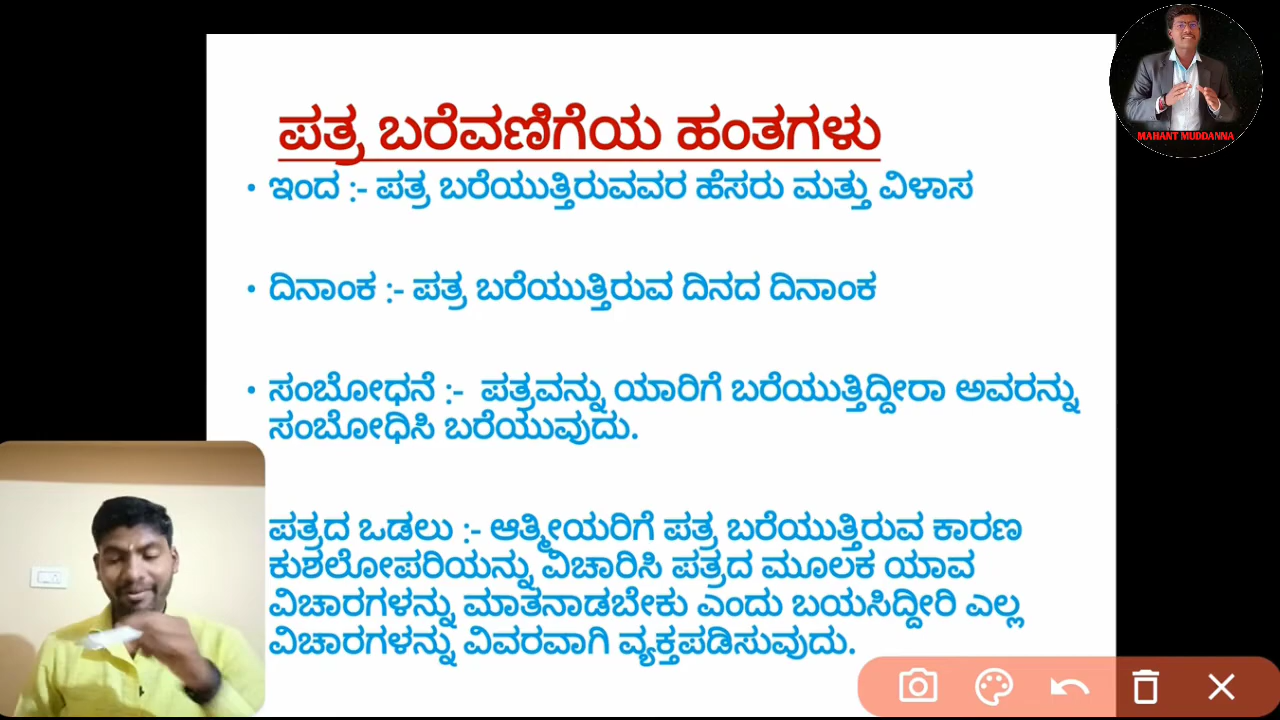 MAHANT MUDDANNA
ಪತ್ರ ಬರೆವಣಿಗೆಯ ಹಂತಗಳು
• ಇಂದ :- ಪತ್ರ ಬರೆಯುತ್ತಿರುವವರ ಹೆಸರು ಮತ್ತು ವಿಳಾಸ
• ದಿನಾಂಕ :- ಪತ್ರ ಬರೆಯುತ್ತಿರುವ ದಿನದ ದಿನಾಂಕ
• ಸಂಬೋಧನೆ :- ಪತ್ರವನ್ನು ಯಾರಿಗೆ ಬರೆಯುತ್ತಿದ್ದೀರಾ ಅವರನ್ನು
ಸಂಬೋಧಿಸಿ ಬರೆಯುವುದು.
ಪತ್ರದ ಒಡಲು :- ಆತ್ಮೀಯರಿಗೆ ಪತ್ರ ಬರೆಯುತ್ತಿರುವ ಕಾರಣ
ಕುಶಲೋಪರಿಯನ್ನು ವಿಚಾರಿಸಿ ಪತ್ರದ ಮೂಲಕ ಯಾವ
ವಿಚಾರಗಳನ್ನು ಮಾತನಾಡಬೇಕು ಎಂದು ಬಯಸಿದ್ದೀರಿ ಎಲ್ಲ
ವಿಚಾರಗಳನ್ನು ವಿವರವಾಗಿ ವ್ಯಕ್ತಪಡಿಸುವುದು.